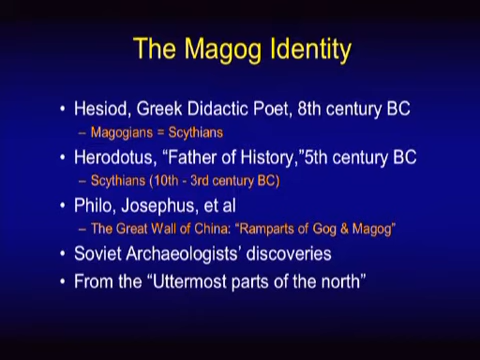 The Magog Identity
• Hesiod, Greek Didactic Poet, 8th century BC
– Magogians = Scythians
• Herodotus, “Father of History,”5th century BC
– Scythians (10th - 3rd century BC)
• Philo, Josephus, et al
– The Great Wall of China: “Ramparts of Gog & Magog”
• Soviet Archaeologists’ discoveries
• From the “Uttermost parts of the north”